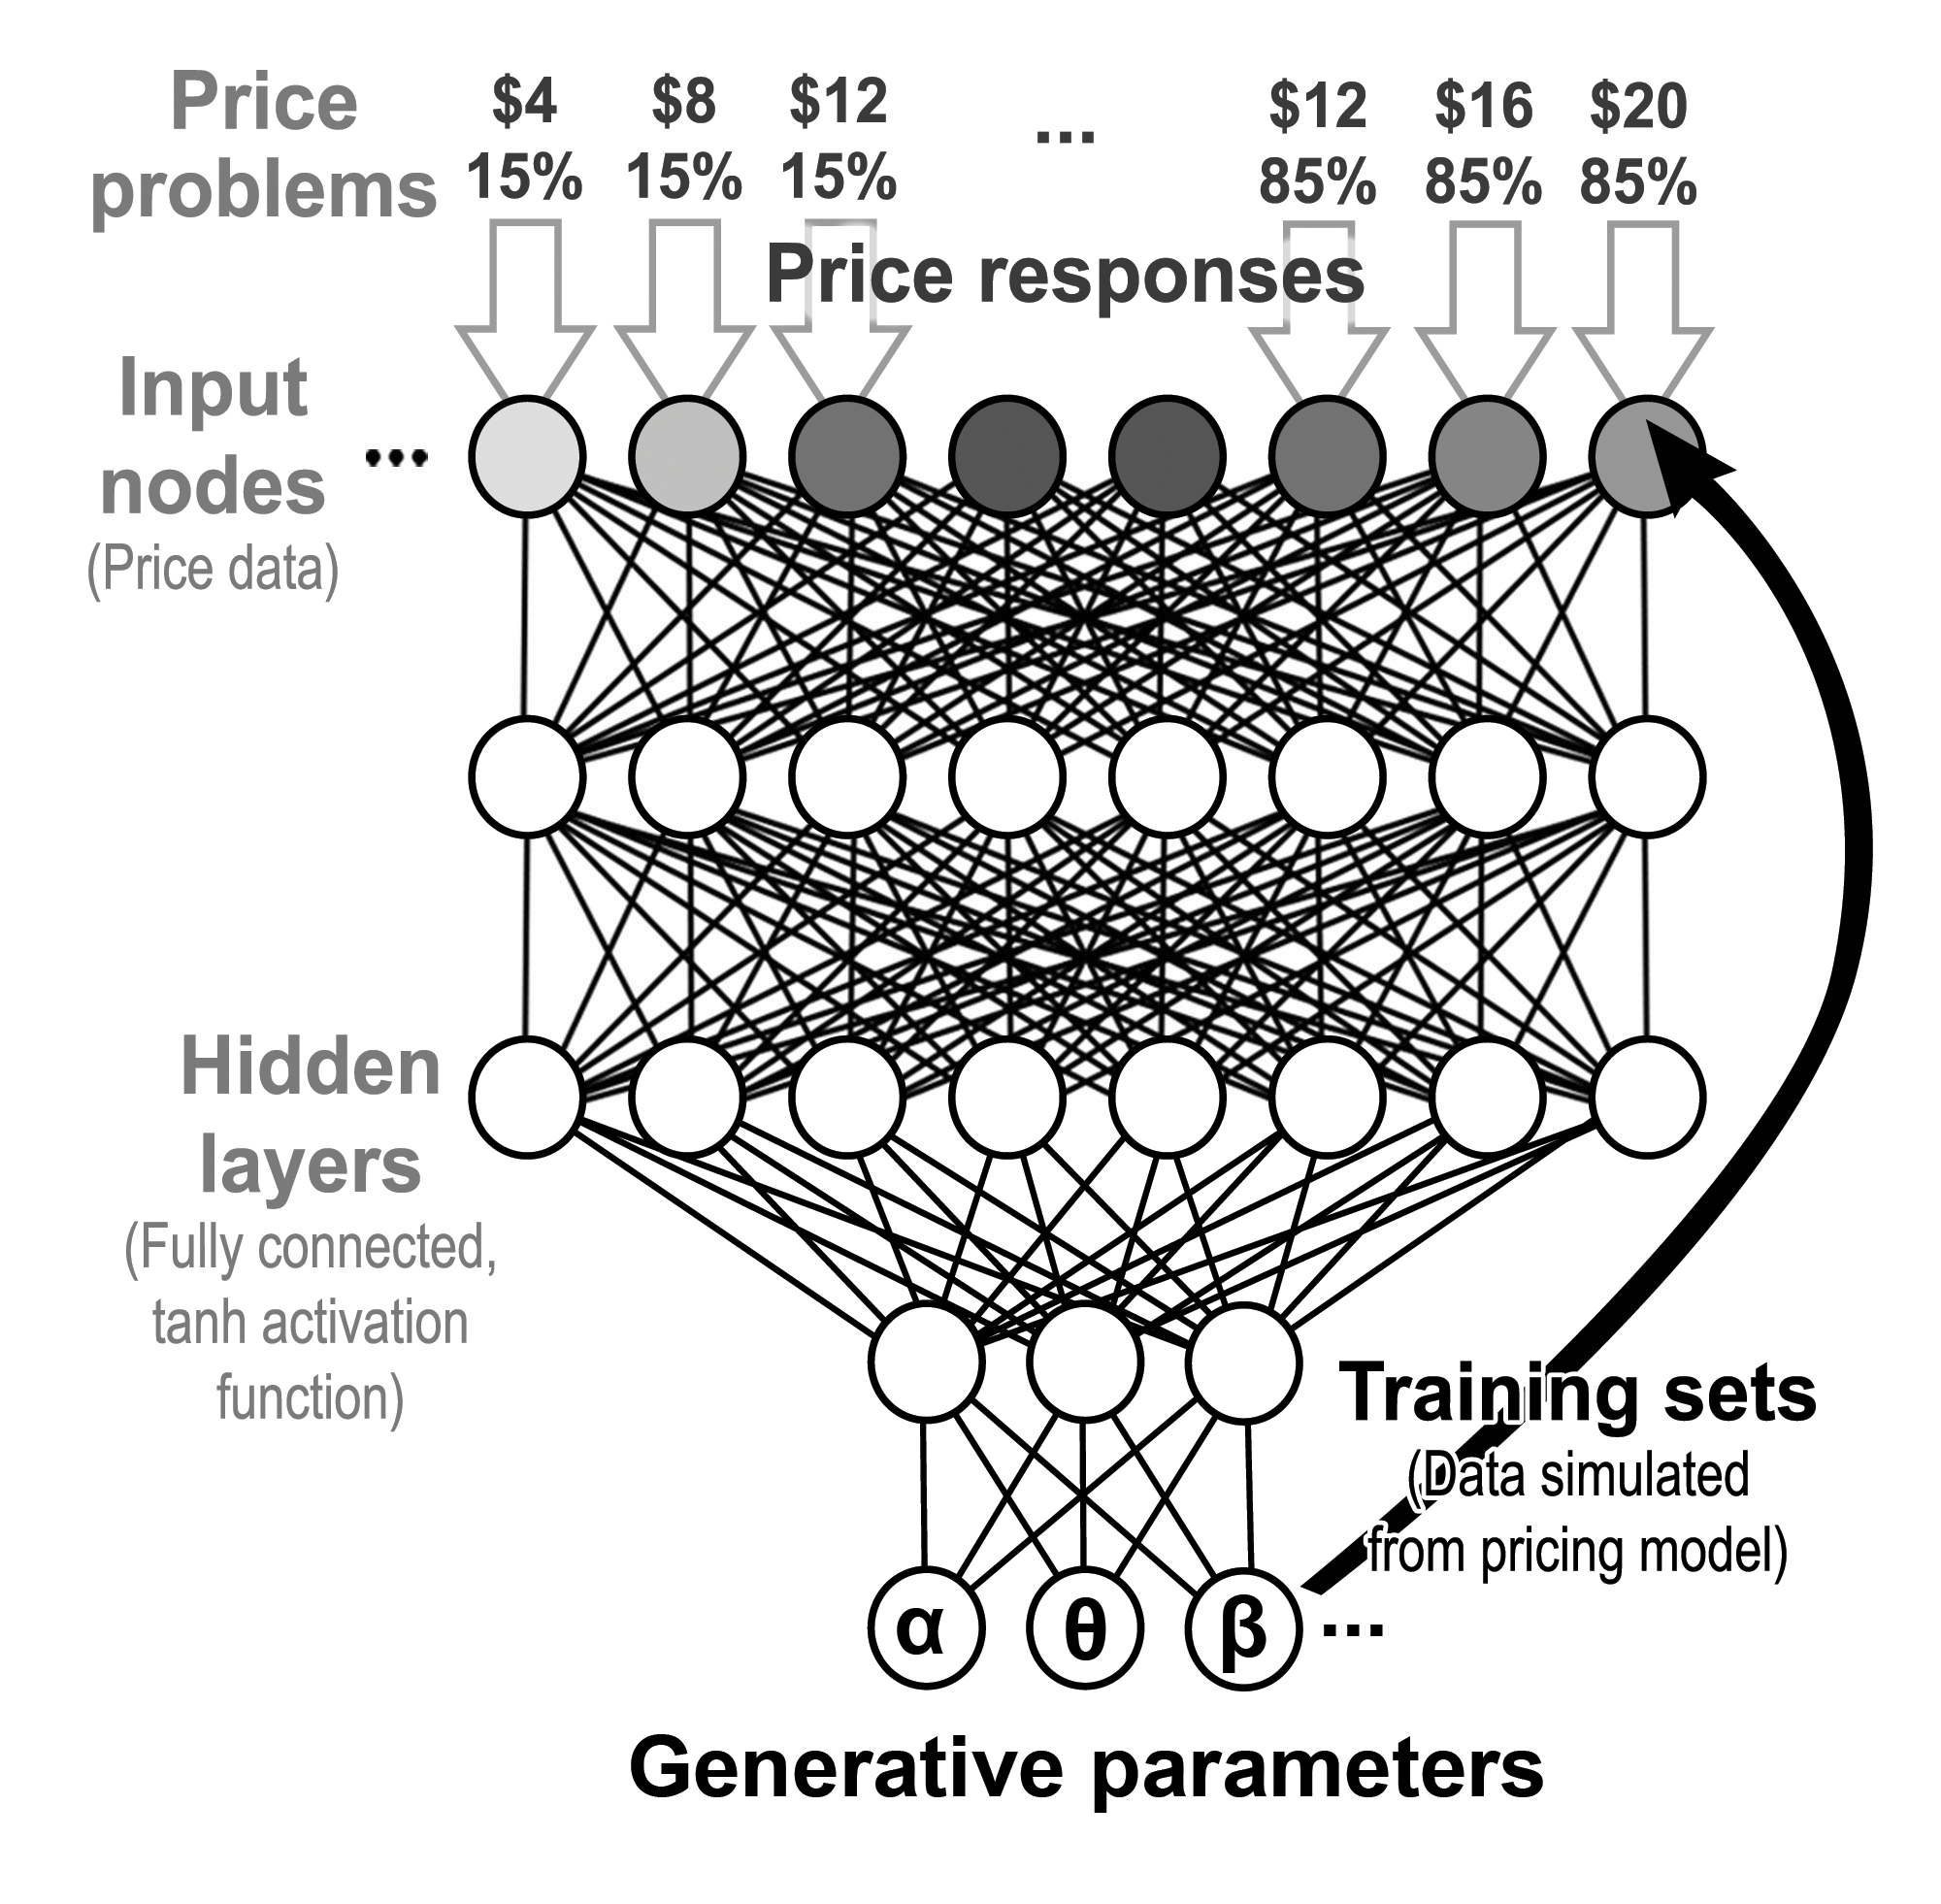 Price
problems
$4 $8 $12 ... $12 $16 $20
15% 15% 15% 85% 85% 85%
Price responses
Input
nodes
(Price data)
...
Hidden
layers
(Fully connected,
tanh activation
function)
Training sets
(Data simulated
from pricing model)
α θ β ...
Generative parameters